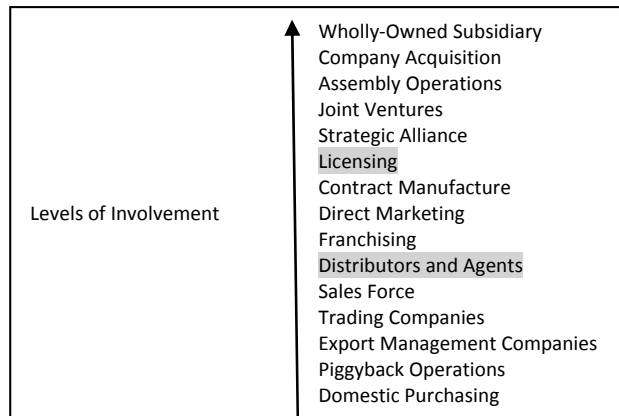 Wholly-Owned Subsidiary
Company Acquisition
Assembly Operations
Joint Ventures
Strategic Alliance
Licensing
Contract Manufacture
Levels of Involvement
Direct Marketing
Franchising
Distributors and Agents
Sales Force
Trading Companies
Export Management Companies
Piggyback Operations
Domestic Purchasing